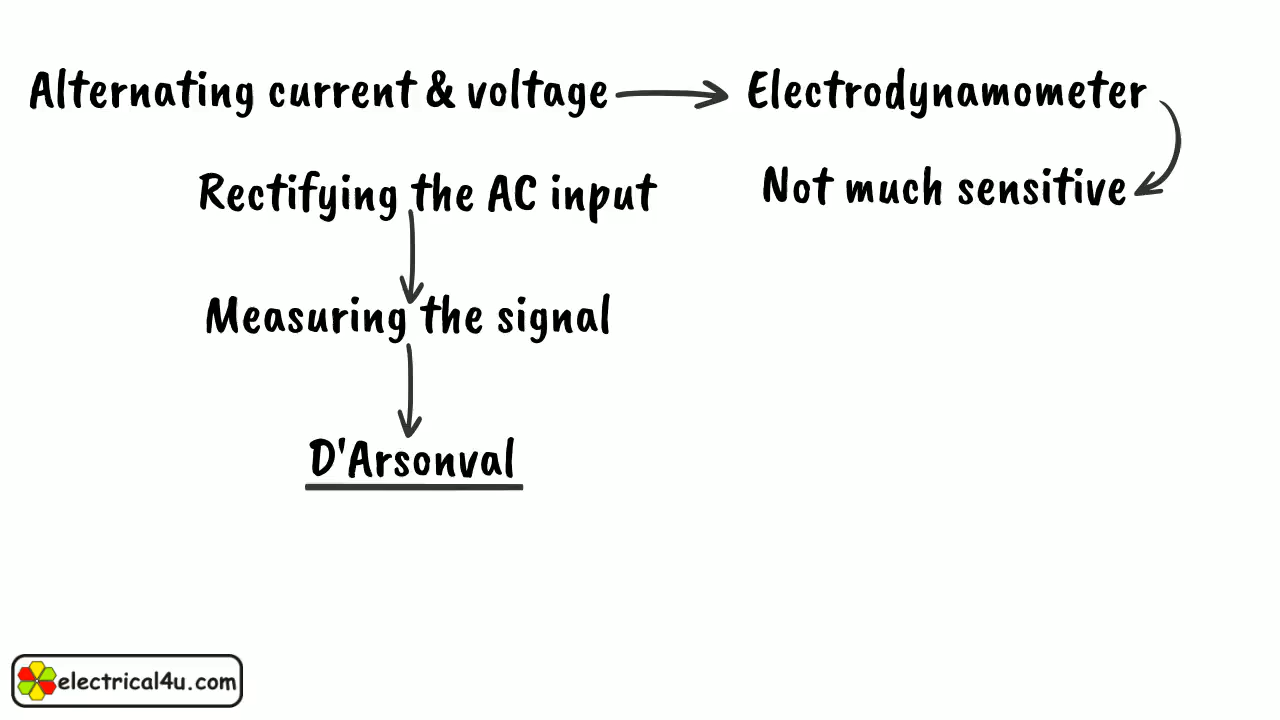 Alternating current & voltage
Electrodynamometer
Rectifying the AC input
Not much sensitive
Measuring the signal
D'Arsonval
electrical4u.com